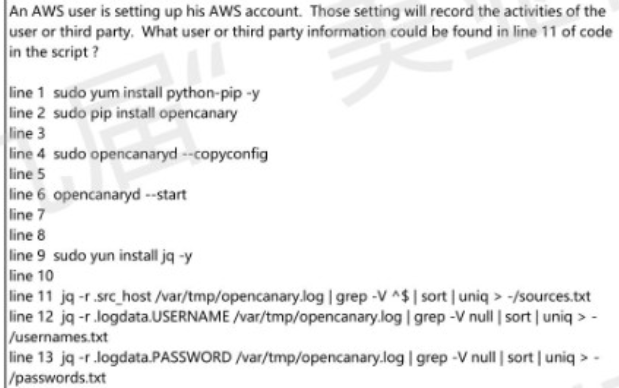 An AWS user is setting up his AWS account. Those setting will record the activities of the
user or third party. What user or third party information could be found in line 11 of code
in the script ?
line 1 sudo yum install python-pip -y
line 2 sudo pip install opencanary
line 3
line 4 sudo opencanaryd --copyconfig
line 5
line 6 opencanaryd --start
line 7
line 8
line 9 sudo yun install jq -y
line 10
line 11 jq -r .src_host /var/tmp/opencanary.log | grep -V ^$ | sort | uniq > -/sources.txt
line 12 jq -r .logdata.USERNAME /var/tmp/opencanary.log | grep -V null | sort | uniq > -
/usernames.txt
line 13 jq -r .logdata.PASSWORD /var/tmp/opencanary.log | grep -V null | sort | uniq > -
/passwords.txt